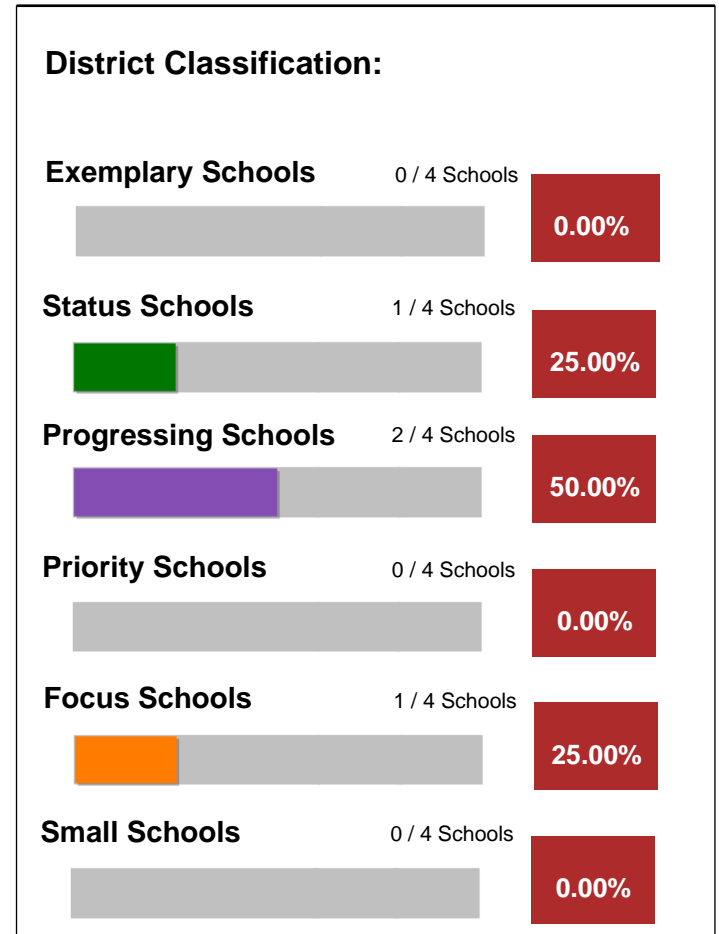 District Classification:
Exemplary Schools 0 / 4 Schools
0.00%
Status Schools 1 / 4 Schools
25.00%
Progressing Schools 2 / 4 Schools
50.00%
Priority Schools 0 / 4 Schools
0.00%
Focus Schools 1 / 4 Schools
25.00%
Small Schools 0 / 4 Schools
0.00%